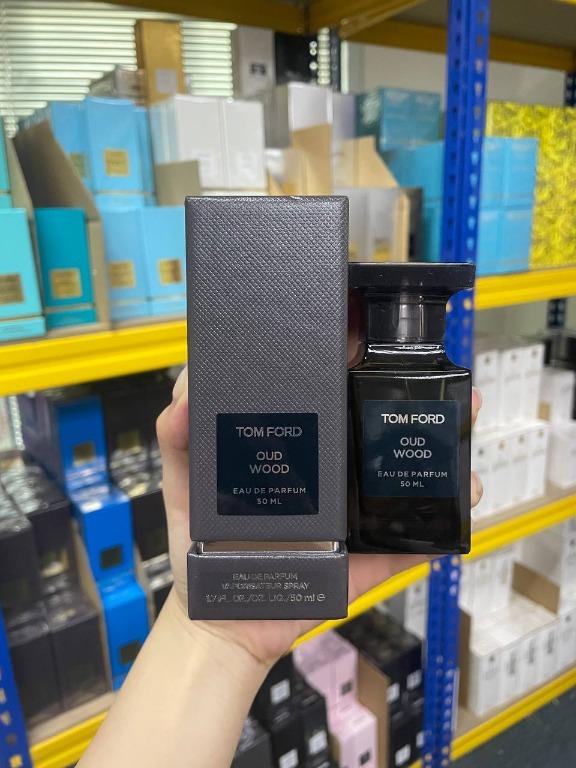 TOM FORD
OUD
WOOD
EAU DE PARFUM
50 ML
EAU DE PARFUM
VAPORISATEUR SPRAY
1.7 FL. OZ./OZ. LIQ./50 ml e
TOM FORD
OUD
WOOD
EAU DE PARFUM
50 ML